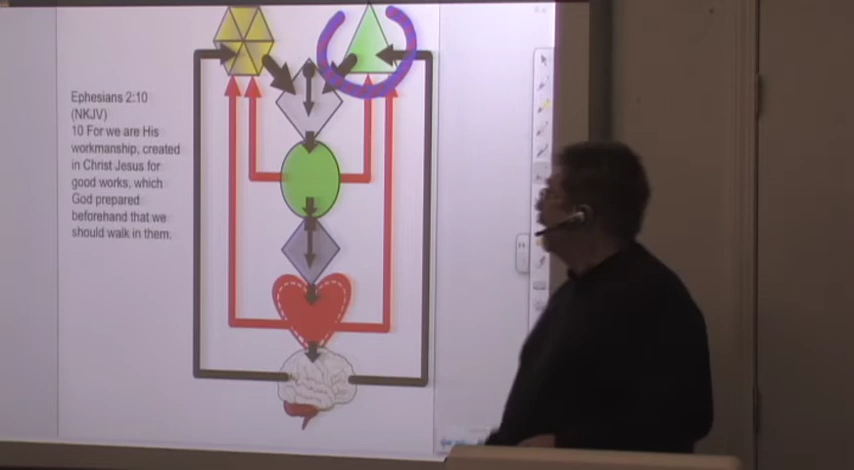 Ephesians 2:10
(NKJV)
10 For we are His
workmanship, created
in Christ Jesus for
good works, which
God prepared
beforehand that we
should walk in them.